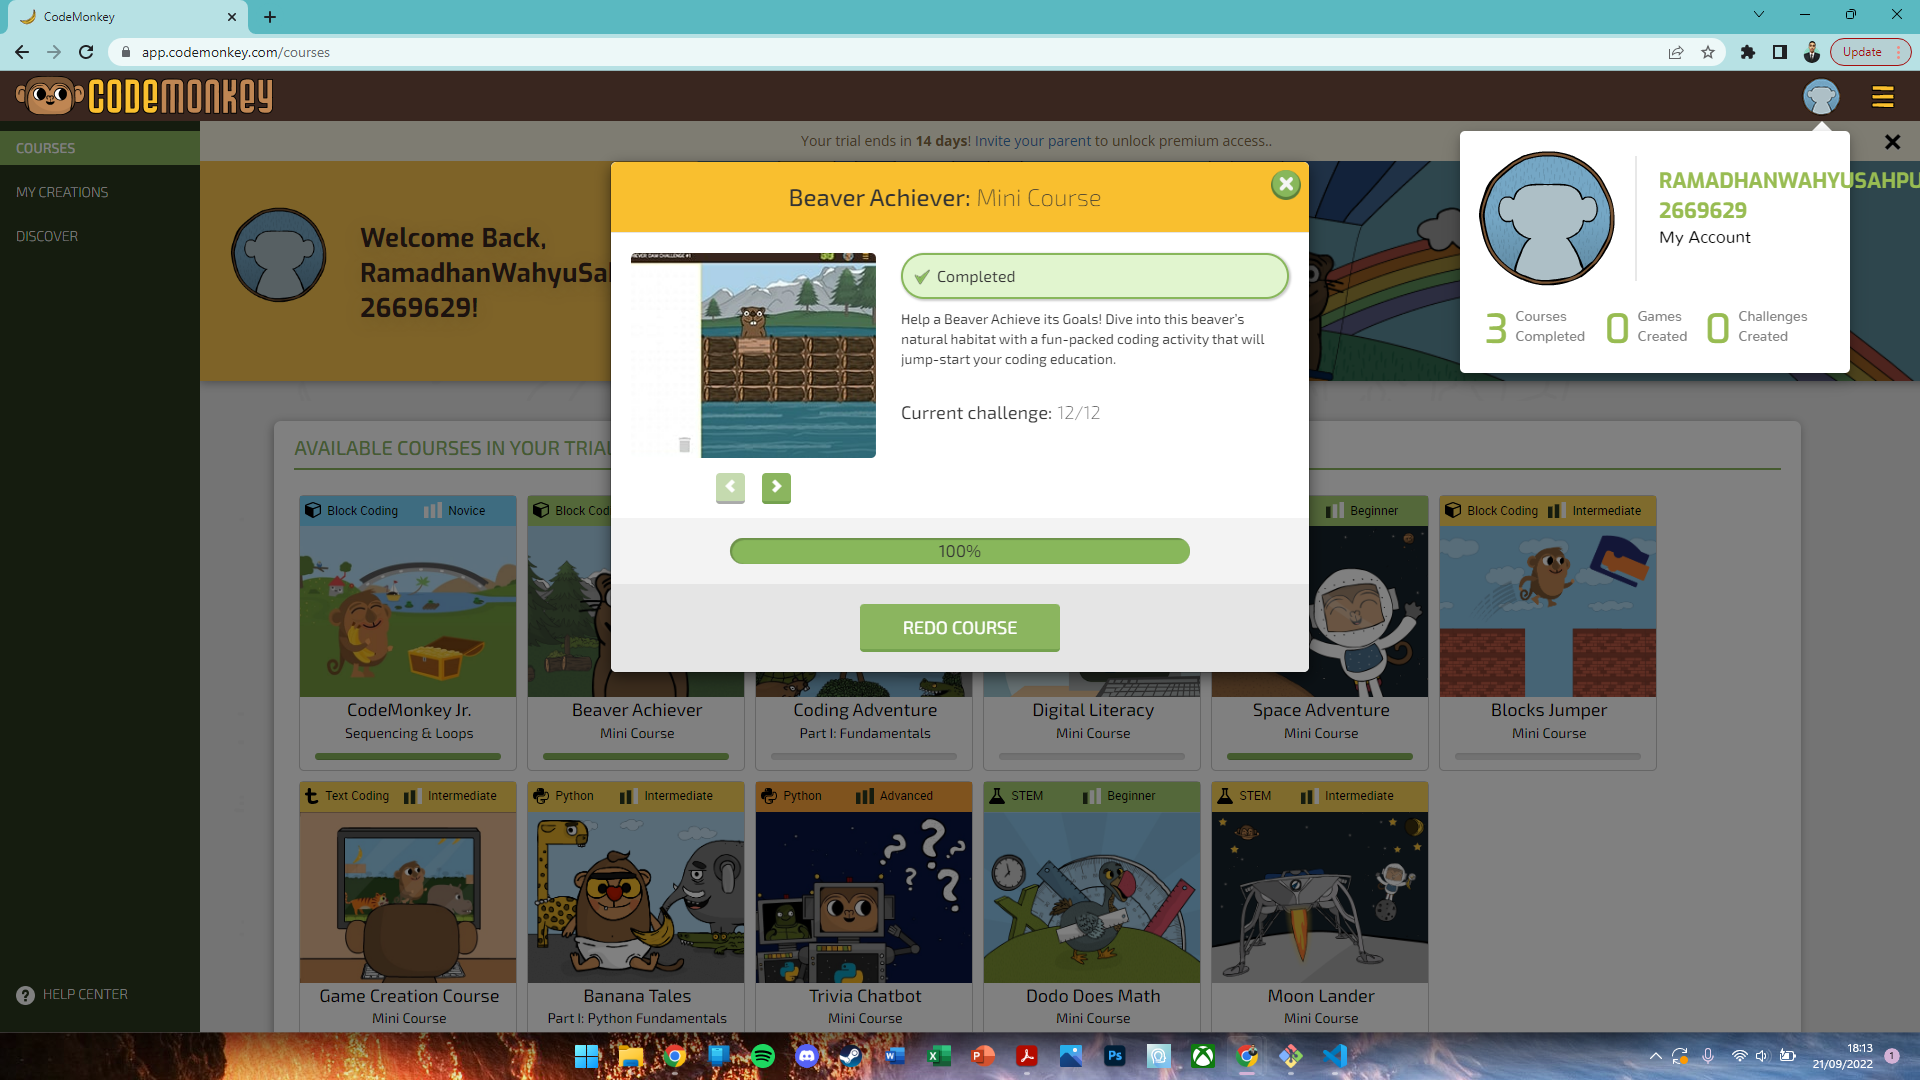 CodeMonkey
app.codemonkey.com/courses
Update
CODEMONKEY
COURSES
MY CREATIONS
DISCOVER
HELP CENTER
Your trial ends in 14 days! Invite your parent to unlock premium access..
Welcome Back,
RamadhanWahyuSal
2669629!
RAMADHANWAHYUSAHPU
2669629
My Account
3 Courses Completed
0 Games Created
0 Challenges Created
Beaver Achiever: Mini Course
Completed
Help a Beaver Achieve its Goals! Dive into this beaver's
natural habitat with a fun-packed coding activity that will
jump-start your coding education.
Current challenge: 12/12
100%
REDO COURSE
AVAILABLE COURSES IN YOUR TRIAL
Block Coding Novice
CodeMonkey Jr.
Sequencing & Loops
Block Cod
Beaver Achiever
Mini Course
Coding Adventure
Part I: Fundamentals
Digital Literacy
Mini Course
Beginner
Space Adventure
Mini Course
Block Coding Intermediate
Blocks Jumper
Mini Course
Text Coding Intermediate
Game Creation Course
Mini Course
Python Intermediate
Banana Tales
Part I: Python Fundamentals
Python Advanced
Trivia Chatbot
Mini Course
STEM Beginner
Dodo Does Math
Mini Course
STEM Intermediate
Moon Lander
Mini Course
18:13
21/09/2022
1